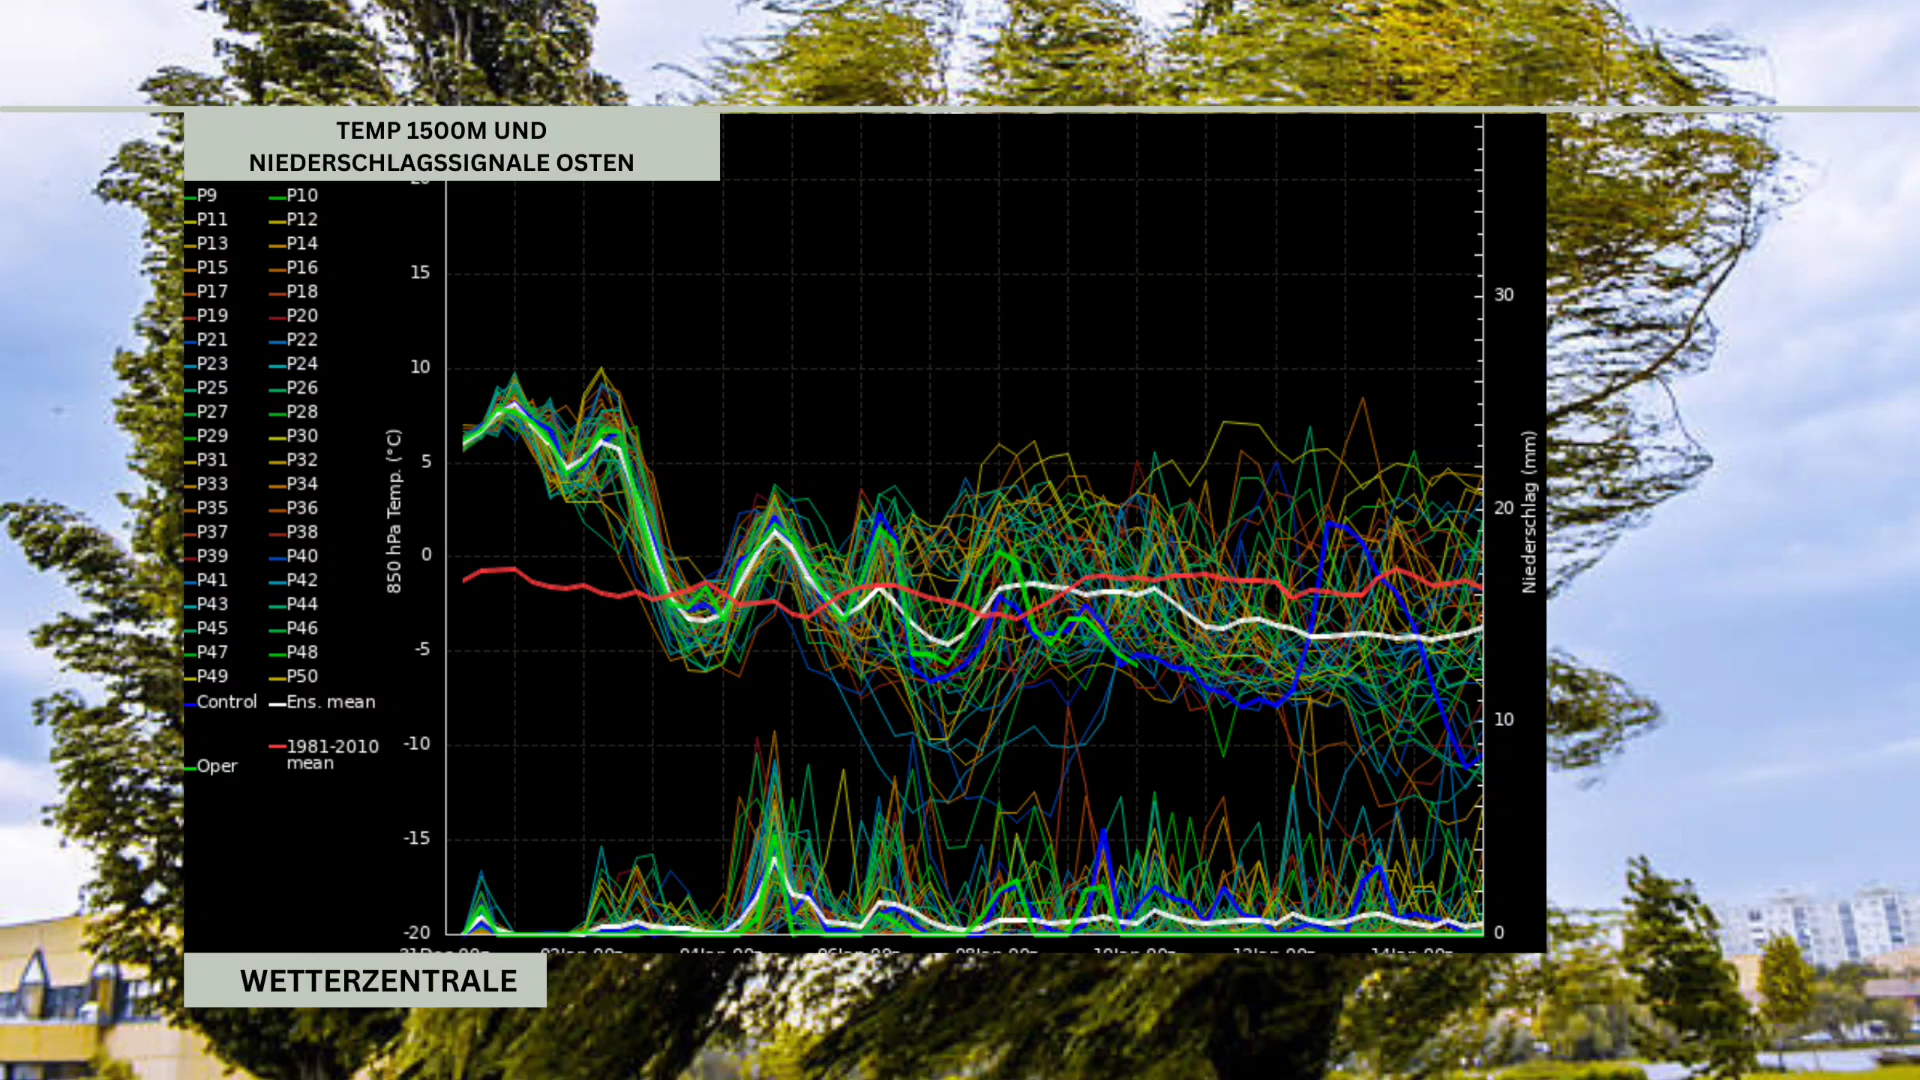 TEMP 1500M UND
NIEDERSCHLAGSSIGNALE OSTEN
P9 P10
P11 P12
P13 P14
P15 P16
P17 P18
P19 P20
P21 P22
P23 P24
P25 P26
P27 P28
P29 P30
P31 P32
P33 P34
P35 P36
P37 P38
P39 P40
P41 P42
P43 P44
P45 P46
P47 P48
P49 P50
Control Ens. mean
1981-2010
mean
Oper
850 hPa Temp. (°C)
15
10
5
0
-5
-10
-15
-20
30
20
10
0
Niederschlag (mm)
WETTERZENTRALE